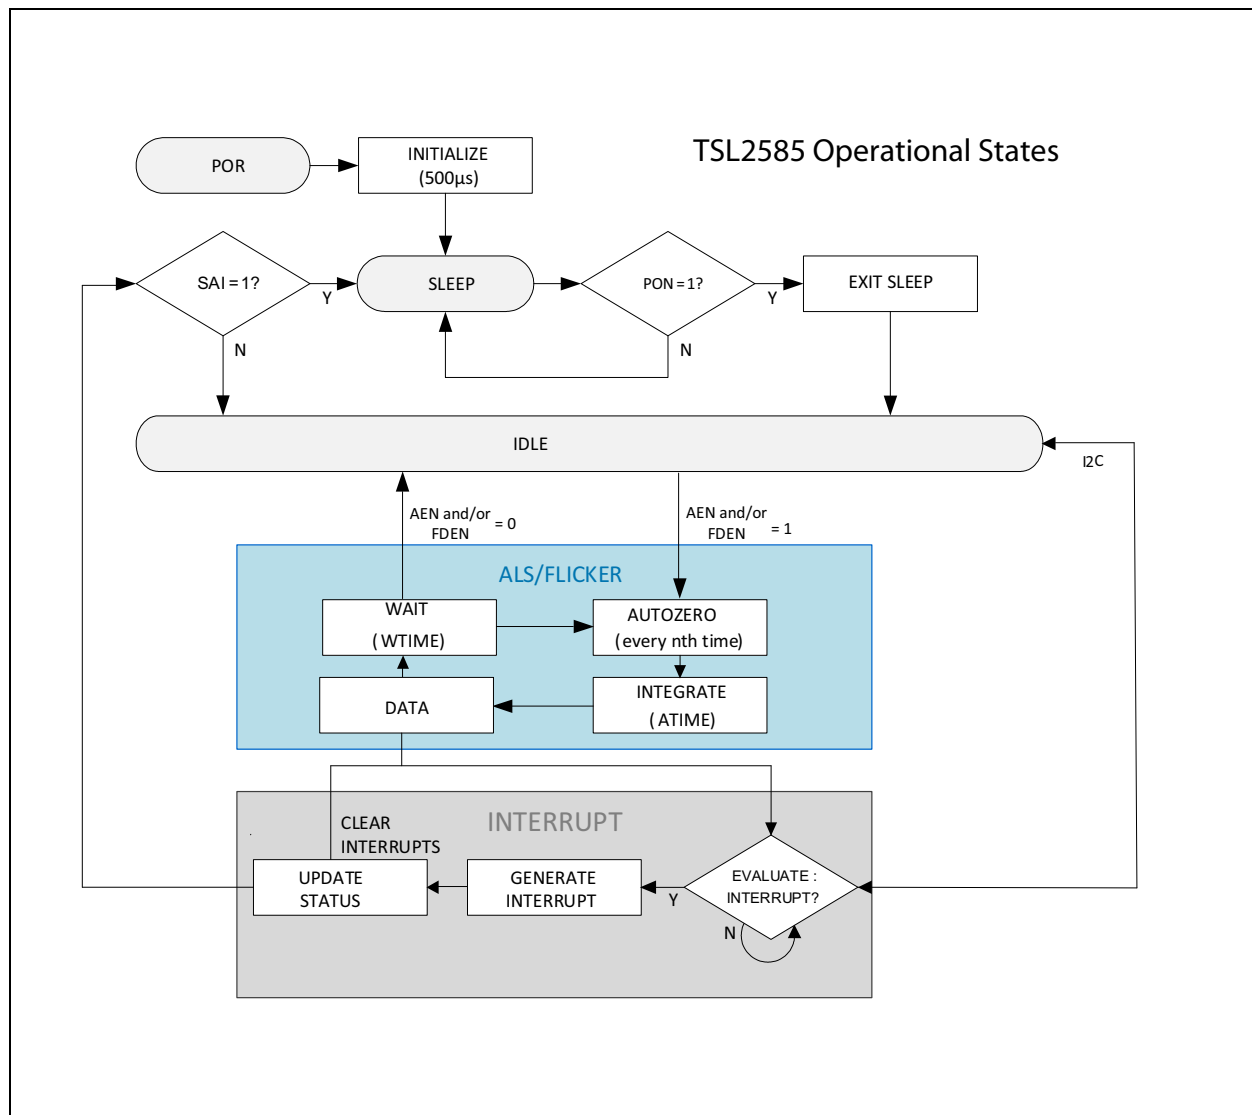 TSL2585 Operational States
POR
INITIALIZE
(500µs)
SAI = 1?
Y
N
SLEEP
PON = 1?
Y
N
EXIT SLEEP
IDLE
I2C
AEN and/or
FDEN = 0
AEN and/or
FDEN = 1
ALS/FLICKER
WAIT
( WTIME)
AUTOZERO
( every nth time)
DATA
INTEGRATE
( ATIME)
CLEAR
INTERRUPTS
INTERRUPT
UPDATE
STATUS
GENERATE
INTERRUPT
Y
EVALUATE :
INTERRUPT?
N